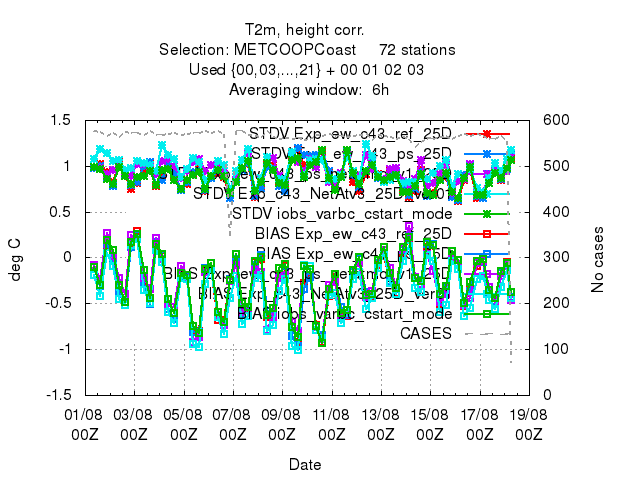 T2m, height corr.
Selection: METCOOPCoast 72 stations
Used {00,03,...,21} + 00 01 02 03
Averaging window: 6h
1.5
1
0.5
0
-0.5
-1
-1.5
deg C
600
500
400
300
200
100
0
No cases
STDV Exp_ew_c43_ref_25D
STDV iobs_varbc_cstart_mode
BIAS Exp_ew_c43_ref_25D
BIAS iobs_varbc_cstart_mode
CASES
01/08 03/08 05/08 07/08 09/08 11/08 13/08 15/08 17/08 19/08
00Z 00Z 00Z 00Z 00Z 00Z 00Z 00Z 00Z 00Z
Date